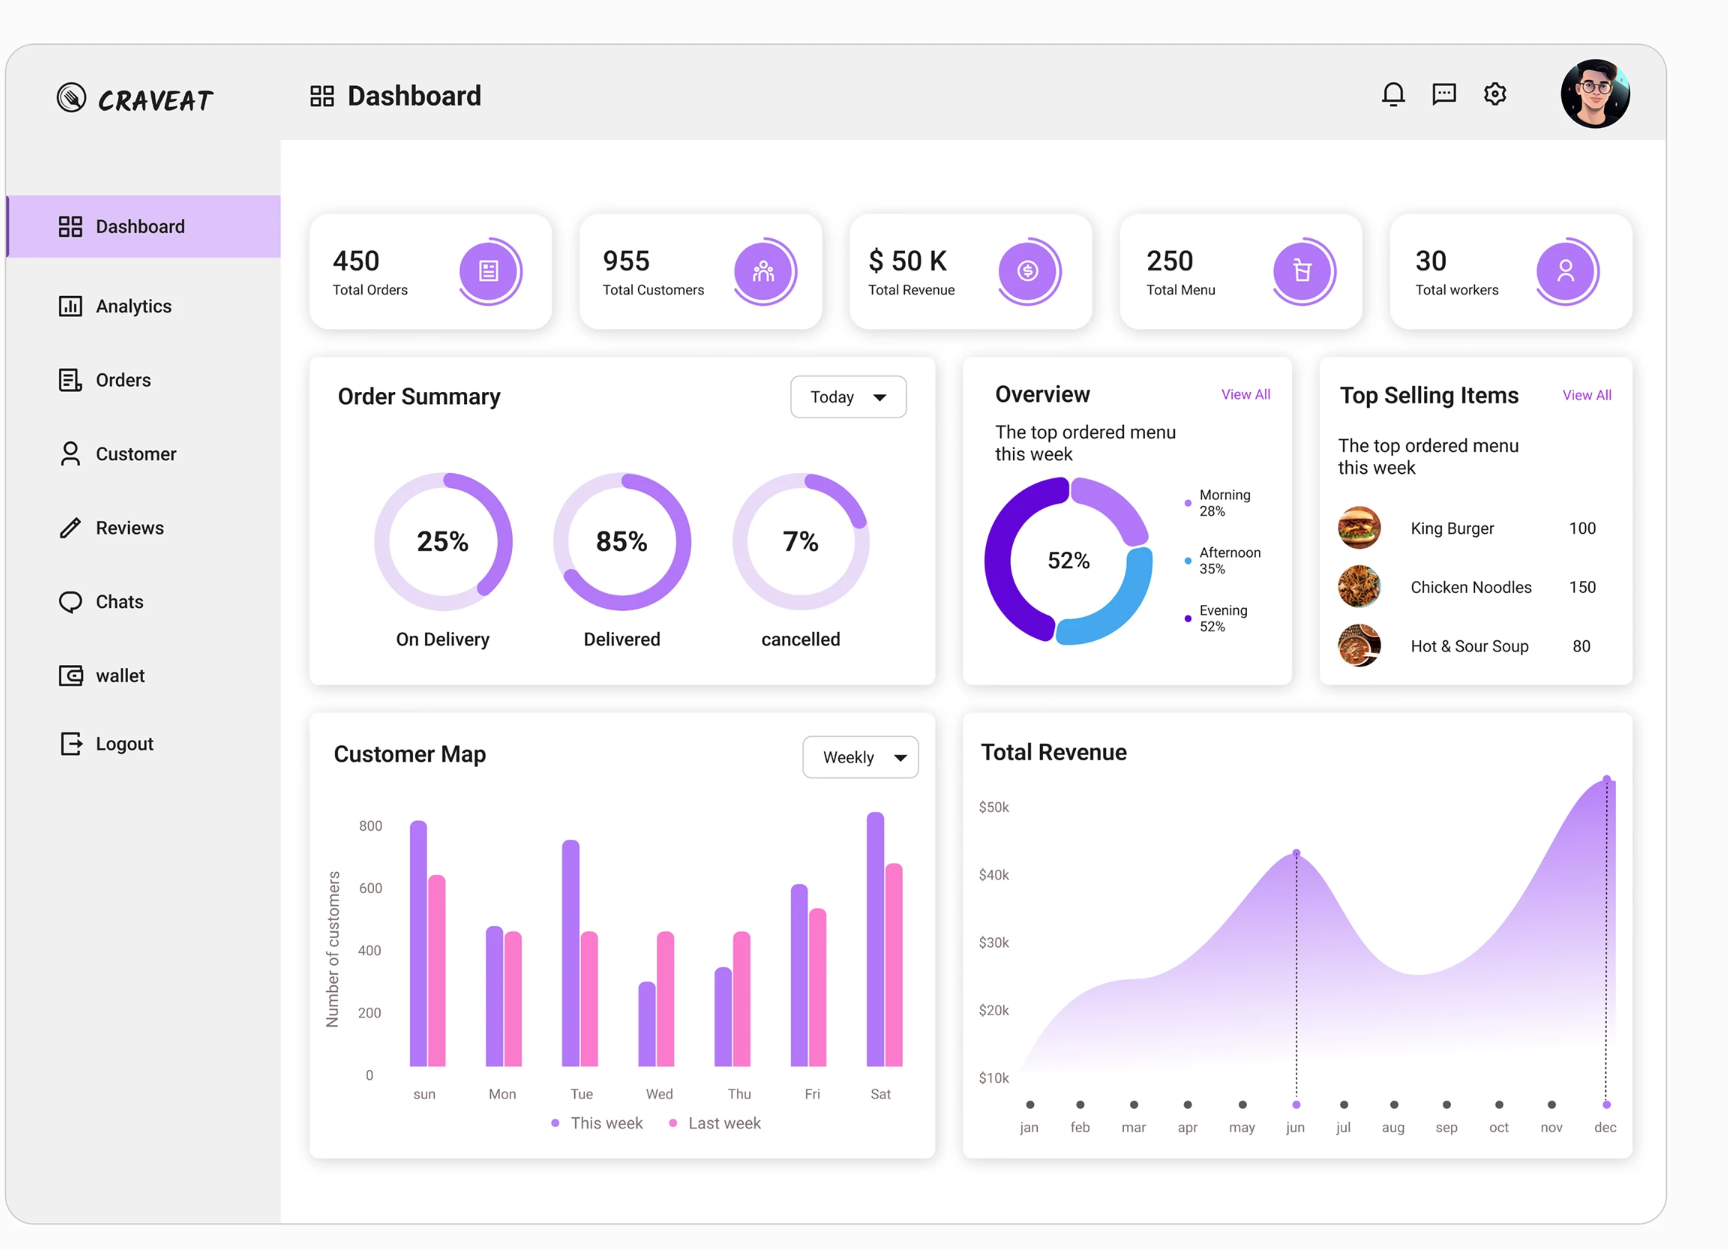 CRAVEAT
Dashboard
Dashboard
Analytics
Orders
Customer
Reviews
Chats
wallet
Logout
450
Total Orders
955
Total Customers
$ 50 K
Total Revenue
250
Total Menu
30
Total workers
Order Summary
Today
25%
On Delivery
85%
Delivered
7%
cancelled
Overview
View All
The top ordered menu
this week
52%
Morning
28%
Afternoon
35%
Evening
52%
Top Selling Items
View All
The top ordered menu
this week
King Burger 100
Chicken Noodles 150
Hot & Sour Soup 80
Customer Map
Weekly
Number of customers
800
600
400
200
0
sun Mon Tue Wed Thu Fri Sat
This week Last week
Total Revenue
$50k
$40k
$30k
$20k
$10k
jan feb mar apr may jun jul aug sep oct nov dec